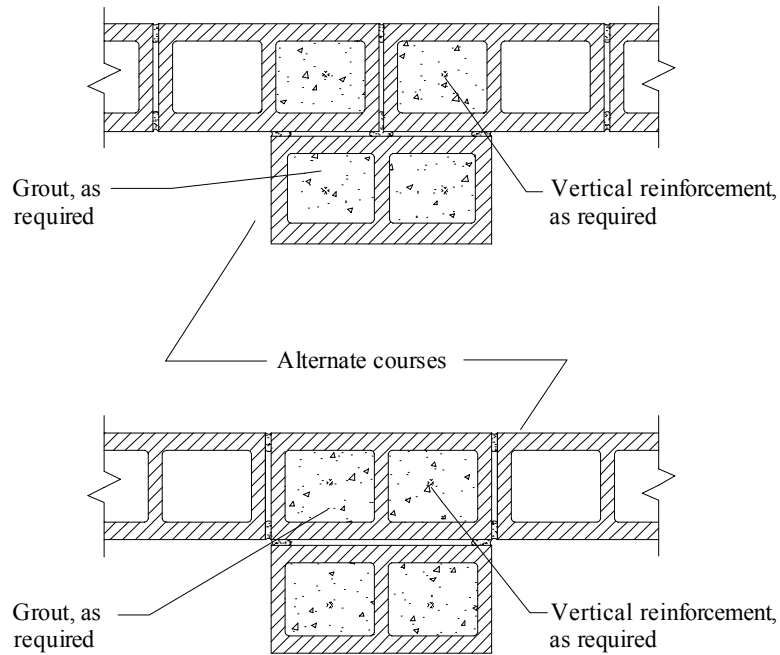 Grout, as
required
Vertical reinforcement,
as required
Alternate courses
Grout, as
required
Vertical reinforcement,
as required